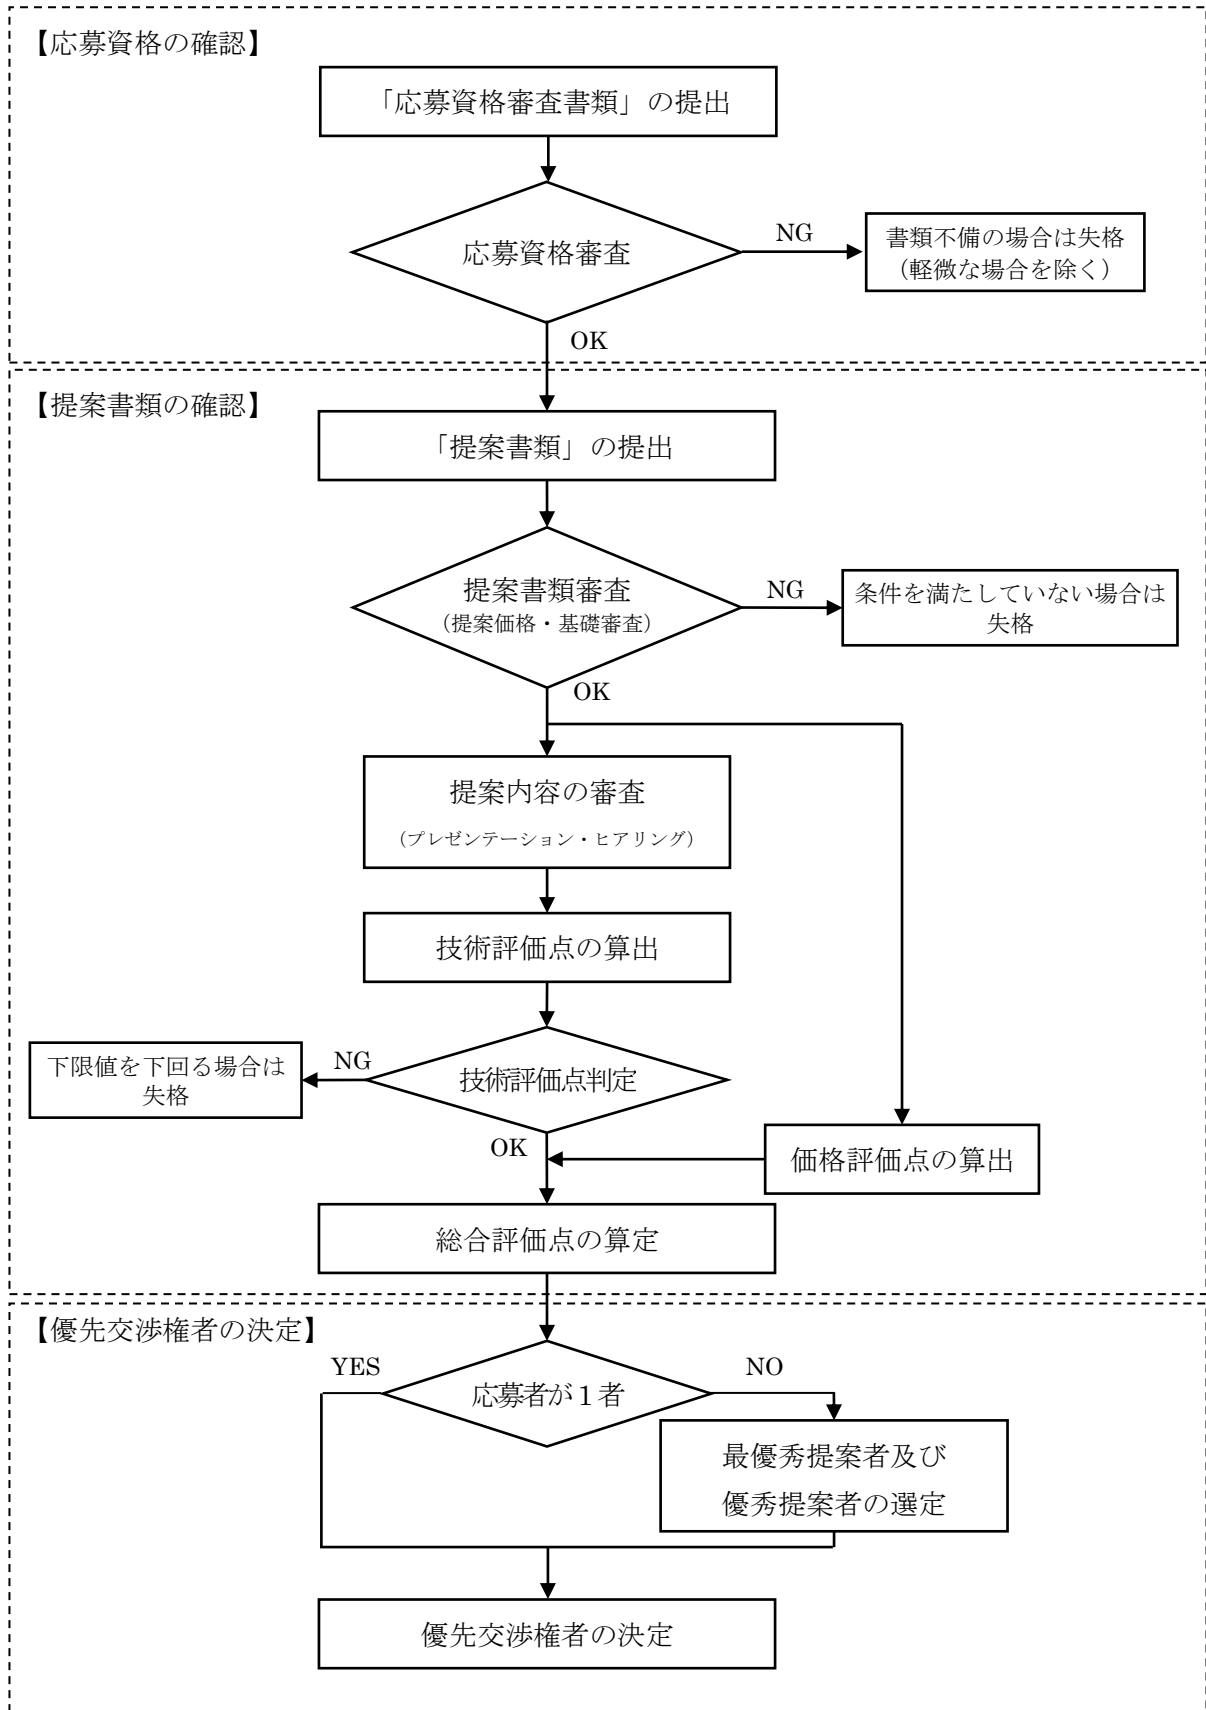 【応募資格の確認】
「応募資格審査書類」の提出
応募資格審査
NG
書類不備の場合は失格
（軽微な場合を除く）
OK
【提案書類の確認】
「提案書類」の提出
提案書類審査
（提案価格・基礎審査）
NG
条件を満たしていない場合は
失格
OK
提案内容の審査
（プレゼンテーション・ヒアリング）
技術評価点の算出
技術評価点判定
NG
下限値を下回る場合は
失格
OK
価格評価点の算出
総合評価点の算定
【優先交渉権者の決定】
応募者が１者
YES
NO
最優秀提案者及び
優秀提案者の選定
優先交渉権者の決定